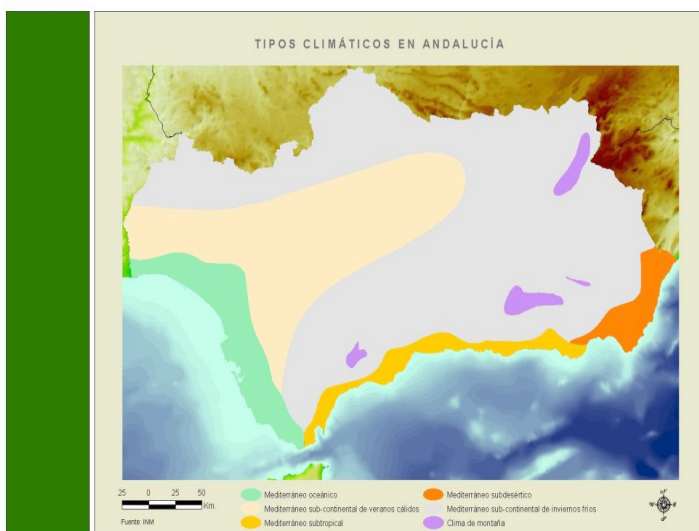 TIPOS CLIMÁTICOS EN ANDALUCÍA
25 0 25 50
Km.
Fuente: INM
Mediterráneo oceánico
Mediterráneo sub-continental de veranos cálidos
Mediterráneo subtropical
Mediterráneo subdesértico
Mediterráneo sub-continental de inviernos fríos
Clima de montaña